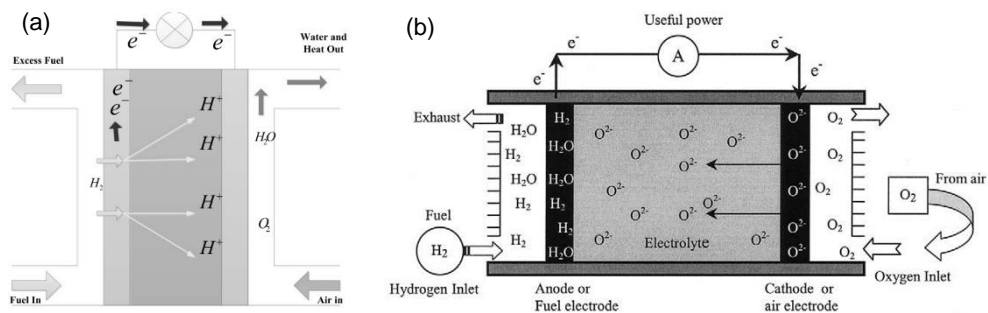 (a)
e⁻
e⁻
Water and
Heat Out
Excess Fuel
e⁻
e⁻
H⁺
H⁺
H⁺
H⁺
H₂
H₂O
O₂
Fuel In
Air in
(b)
Useful power
A
e⁻
e⁻
e⁻
e⁻
Exhaust
H₂O
H₂
H₂O
H₂
H₂
Fuel
H₂
Hydrogen Inlet
H₂
H₂O
H₂O
H₂
H₂
H₂O
Anode or
Fuel electrode
O²⁻
O²⁻
O²⁻
O²⁻
O²⁻
O²⁻
O²⁻
O²⁻
O²⁻
O²⁻
O²⁻
O²⁻
O²⁻
Electrolyte
O²⁻
O²⁻
O²⁻
O²⁻
O²⁻
O²⁻
Cathode or
air electrode
O₂
O₂
O₂
O₂
O₂
O₂
From air
O₂
Oxygen Inlet